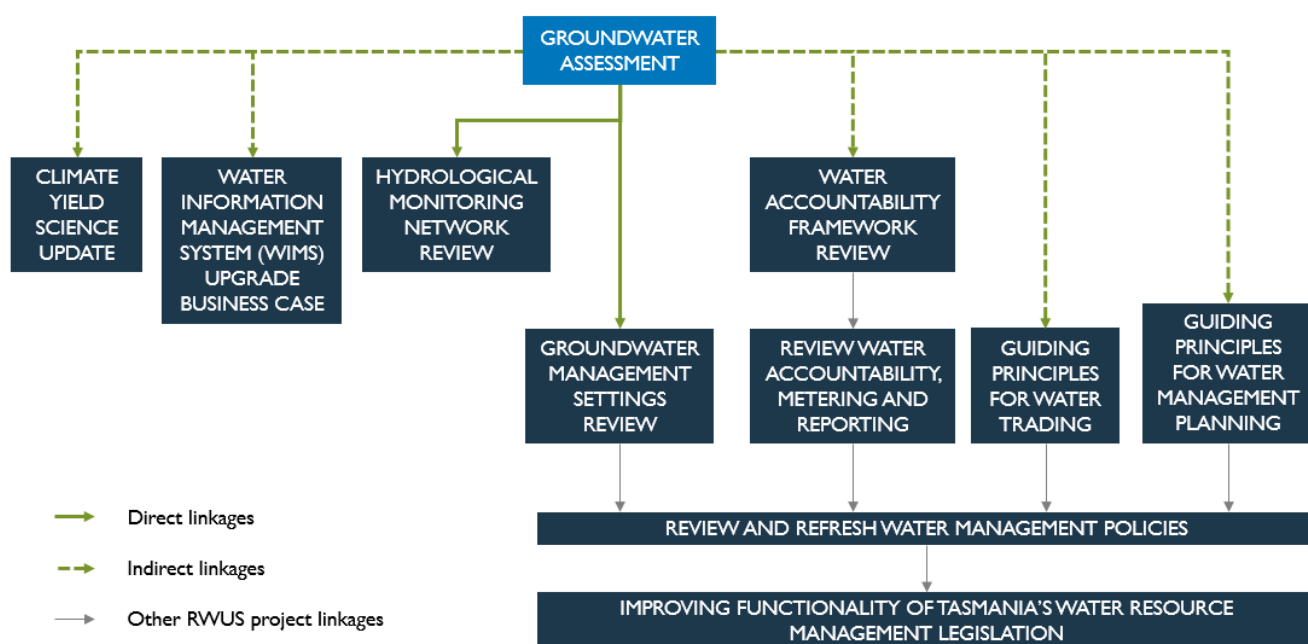 GROUNDWATER
ASSESSMENT
CLIMATE
YIELD
SCIENCE
UPDATE
WATER
INFORMATION
MANAGEMENT
SYSTEM (WIMS)
UPGRADE
BUSINESS CASE
HYDROLOGICAL
MONITORING
NETWORK
REVIEW
WATER
ACCOUNTABILITY
FRAMEWORK
REVIEW
GROUNDWATER
MANAGEMENT
SETTINGS
REVIEW
REVIEW WATER
ACCOUNTABILITY,
METERING AND
REPORTING
GUIDING
PRINCIPLES
FOR WATER
TRADING
GUIDING
PRINCIPLES
FOR WATER
MANAGEMENT
PLANNING
Direct linkages
Indirect linkages
Other RWUS project linkages
REVIEW AND REFRESH WATER MANAGEMENT POLICIES
IMPROVING FUNCTIONALITY OF TASMANIA'S WATER RESOURCE
MANAGEMENT LEGISLATION